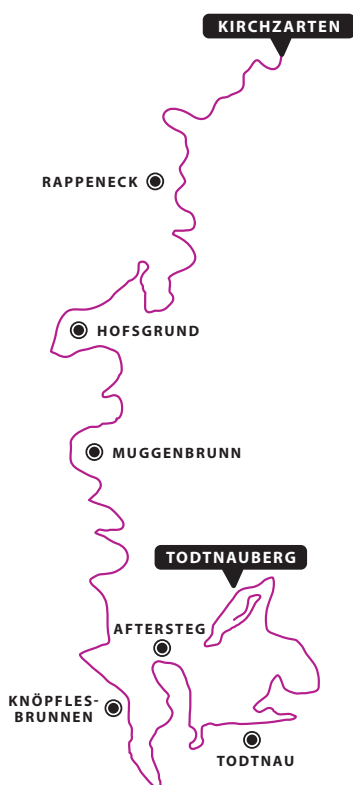 KIRCHZARTEN
RAPPENECK
HOFSGRUND
MUGGENBRUNN
TODTNAUBERG
AFTERSTEG
KNÖPFLES-
BRUNNEN
TODTNAU